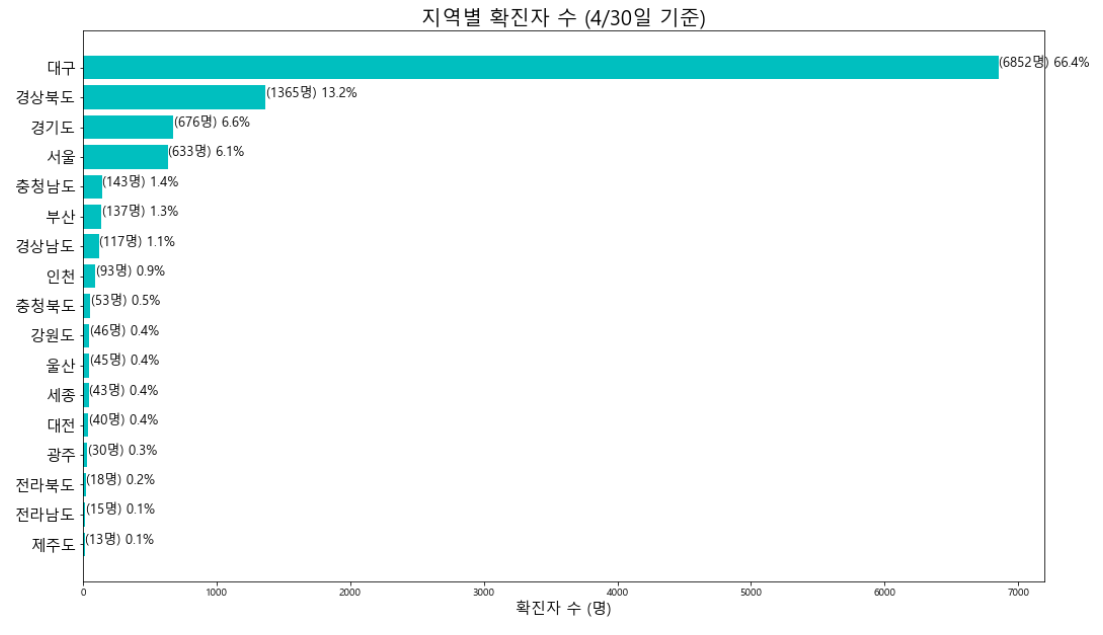 지역별 확진자 수 (4/30일 기준)
대구 (6852명) 66.4%
경상북도 (1365명) 13.2%
경기도 (676명) 6.6%
서울 (633명) 6.1%
충청남도 (143명) 1.4%
부산 (137명) 1.3%
경상남도 (117명) 1.1%
인천 (93명) 0.9%
충청북도 (53명) 0.5%
강원도 (46명) 0.4%
울산 (45명) 0.4%
세종 (43명) 0.4%
대전 (40명) 0.4%
광주 (30명) 0.3%
전라북도 (18명) 0.2%
전라남도 (15명) 0.1%
제주도 (13명) 0.1%
0 1000 2000 3000 4000 5000 6000 7000
확진자 수 (명)